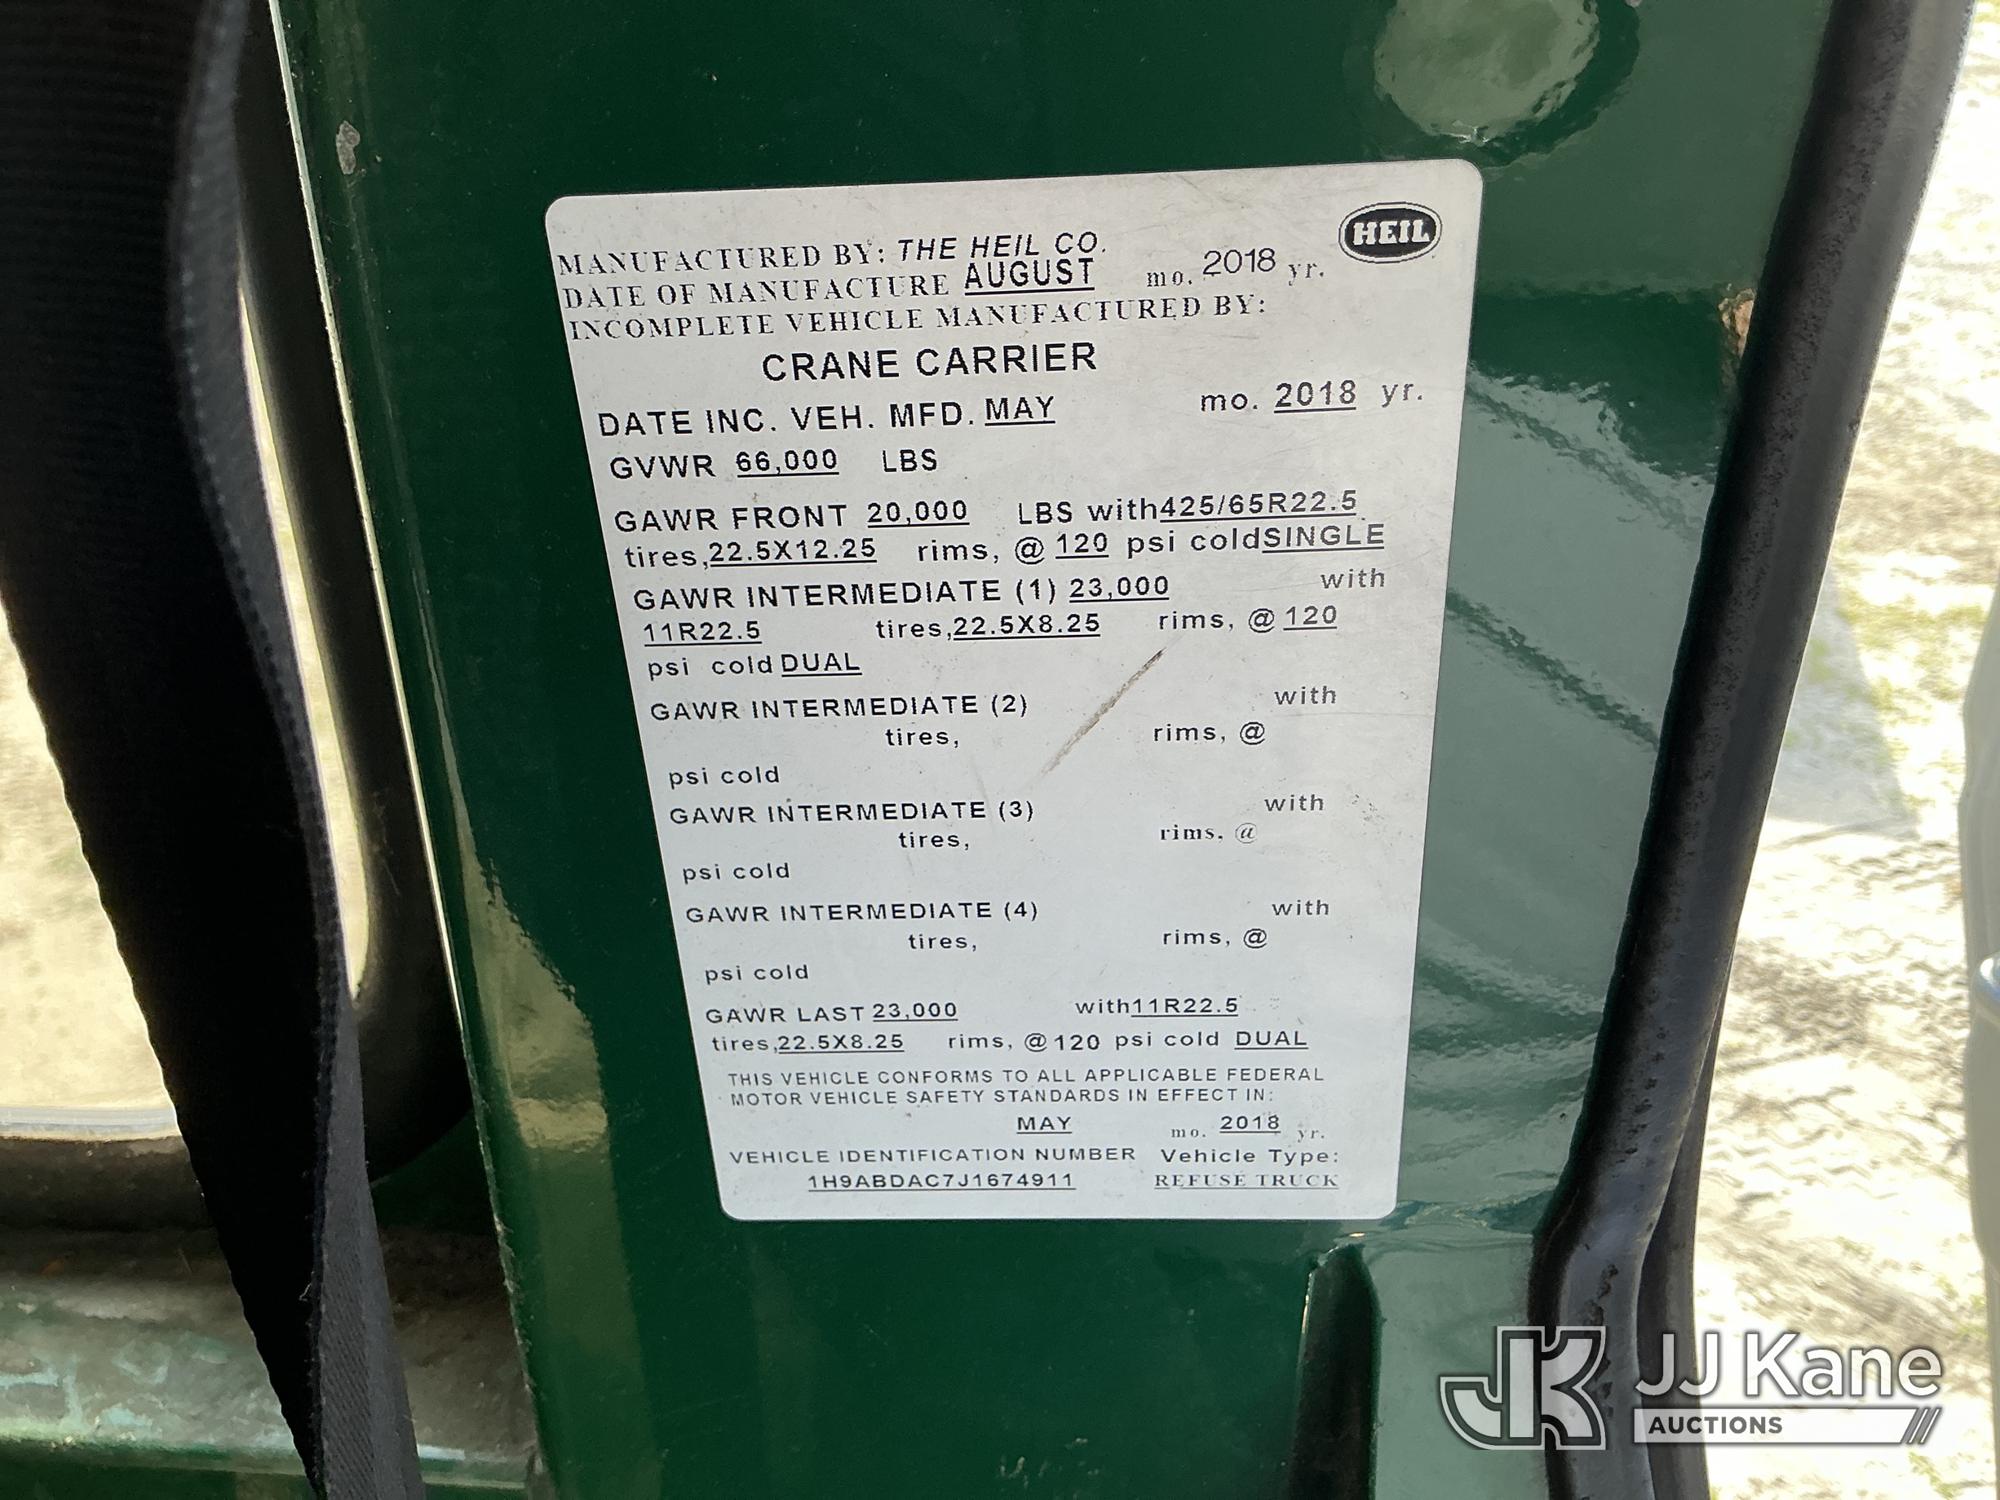 HEIL
MANUFACTURED BY: THE HEIL CO.
DATE OF MANUFACTURE AUGUST mo. 2018 yr.
INCOMPLETE VEHICLE MANUFACTURED BY:
CRANE CARRIER
DATE INC. VEH. MFD. MAY mo. 2018 yr.
GVWR 66,000 LBS
GAWR FRONT 20,000 LBS with425/65R22.5
tires,22.5X12.25 rims, @ 120 psi coldSINGLE
GAWR INTERMEDIATE (1) 23,000 with
11R22.5 tires,22.5X8.25 rims, @ 120
psi cold DUAL
GAWR INTERMEDIATE (2) with
tires, rims, @
psi cold
GAWR INTERMEDIATE (3) with
tires, rims, @
psi cold
GAWR INTERMEDIATE (4) with
tires, rims, @
psi cold
GAWR LAST 23,000 with11R22.5
tires,22.5X8.25 rims, @ 120 psi cold DUAL
THIS VEHICLE CONFORMS TO ALL APPLICABLE FEDERAL
MOTOR VEHICLE SAFETY STANDARDS IN EFFECT IN:
MAY mo. 2018 yr.
VEHICLE IDENTIFICATION NUMBER Vehicle Type:
1H9ABDAC7J1674911 REFUSE TRUCK
JK JJ Kane
AUCTIONS